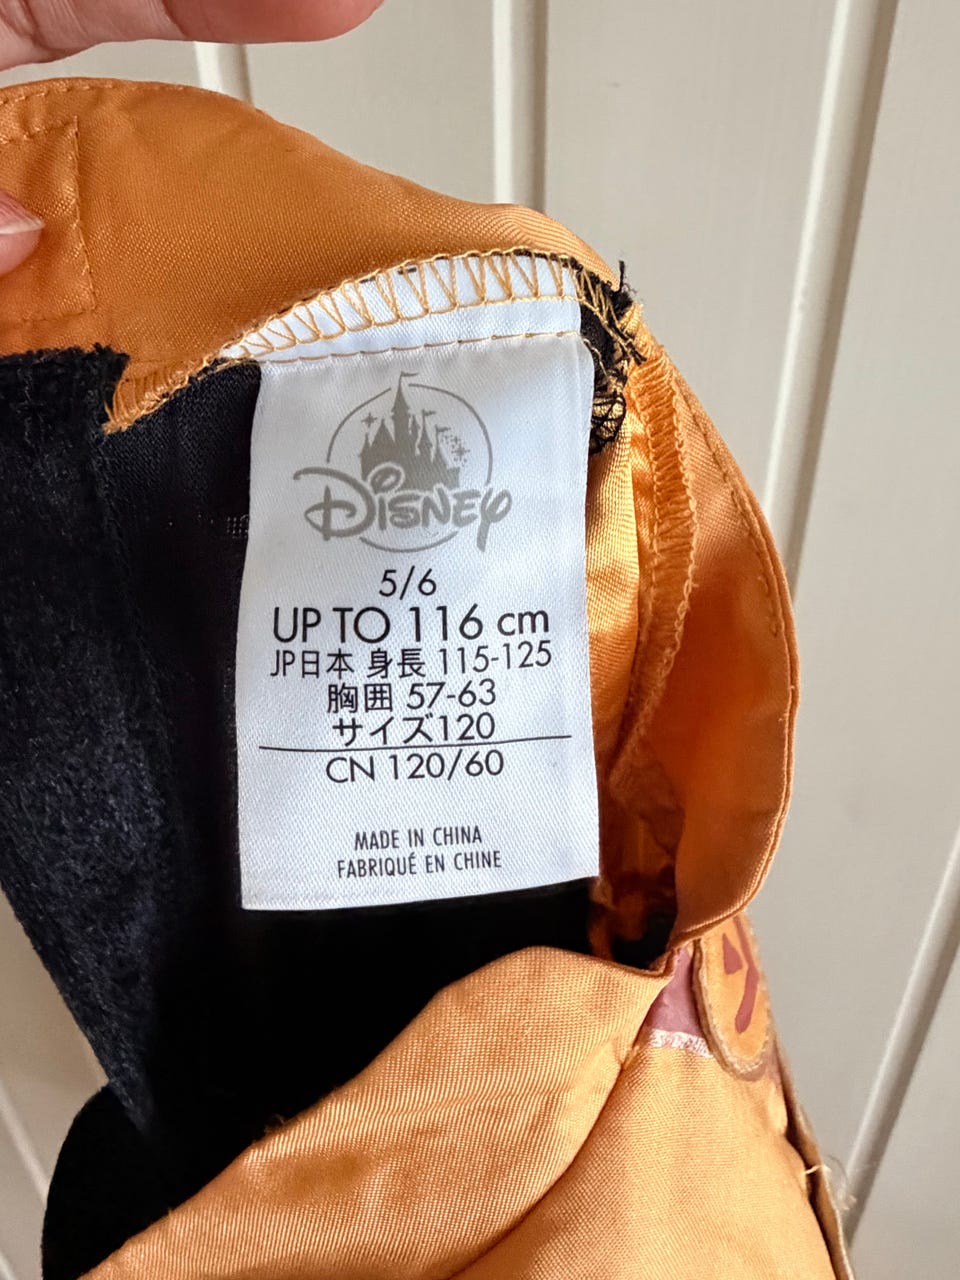 DISNEY
5/6
UP TO 116 cm
JP日本 身長 115-125
胸囲 57-63
サイズ120
CN 120/60
MADE IN CHINA
FABRIQUÉ EN CHINE